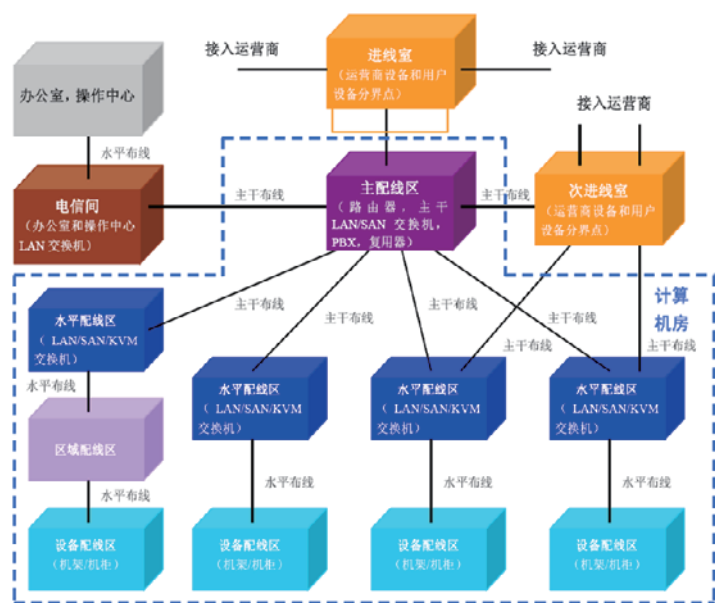 接入运营商
进线室
（运营商设备和用户
设备分界点）
接入运营商
办公室，操作中心
接入运营商
水平布线
电信间
（办公室和操作中心
LAN 交换机）
主干布线
主配线区
（路由器，主干
LAN/SAN 交换机，
PBX，复用器）
主干布线
次进线室
（运营商设备和用户
设备分界点）
计算
机房
水平配线区
（ LAN/SAN/KVM
交换机）
主干布线
主干布线
主干布线
主干布线
主干布线
主干布线
水平布线
水平配线区
（ LAN/SAN/KVM
交换机）
水平配线区
（ LAN/SAN/KVM
交换机）
水平配线区
（ LAN/SAN/KVM
交换机）
区域配线区
水平布线
水平布线
水平布线
水平布线
设备配线区
（机架/机柜）
设备配线区
（机架/机柜）
设备配线区
（机架/机柜）
设备配线区
（机架/机柜）